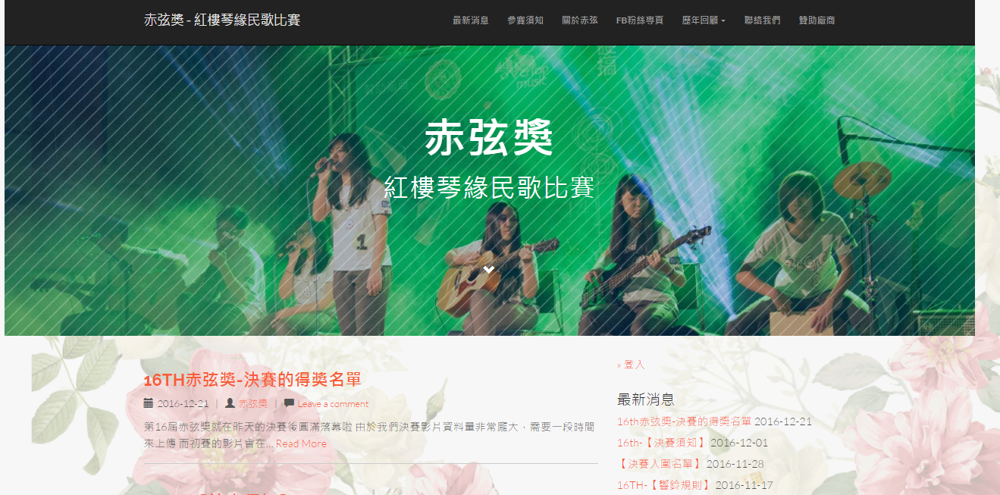 赤弦獎 - 紅樓琴緣民歌比賽
最新消息 參賽須知 關於赤弦 FB粉絲專頁 歷年回顧 聯絡我們 贊助廠商
赤弦獎
紅樓琴緣民歌比賽
1
16TH赤弦獎-決賽的得獎名單
2016-12-21 | 赤弦獎 | Leave a comment
第16屆赤弦獎就在昨天的決賽後圓滿落幕啦 由於我們決賽影片資料量非常龐大，需要一段時間
來上傳 而初賽的影片會在... Read More
» 登入
最新消息
16th赤弦獎-決賽的得獎名單 2016-12-21
16th-【決賽須知】 2016-12-01
【決賽入圍名單】 2016-11-28
16TH-【響鈴規則】 2016-11-17